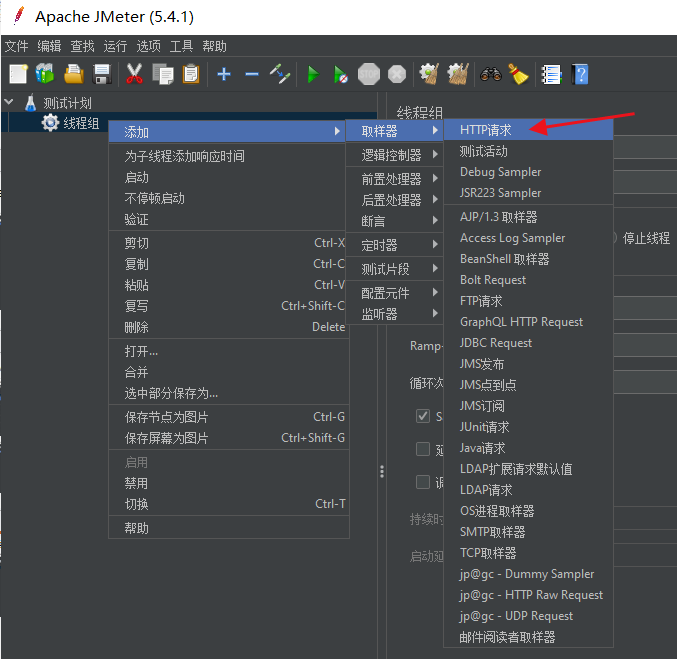 Apache JMeter (5.4.1)
文件 编辑 查找 运行 选项 工具 帮助
STOP
测试计划
线程组
线程组
添加
为子线程添加响应时间
启动
不停顿启动
验证
剪切 Ctrl-X
复制 Ctrl-C
粘贴 Ctrl-V
复写 Ctrl+Shift-C
删除 Delete
打开...
合并
选中部分保存为...
保存节点为图片 Ctrl-G
保存屏幕为图片 Ctrl+Shift-G
启用
禁用
切换 Ctrl-T
帮助
取样器
逻辑控制器
前置处理器
后置处理器
断言
定时器
测试片段
配置元件
监听器
HTTP请求
测试活动
Debug Sampler
JSR223 Sampler
AJP/1.3 取样器
Access Log Sampler
BeanShell 取样器
Bolt Request
FTP请求
GraphQL HTTP Request
JDBC Request
JMS发布
JMS点到点
JMS订阅
JUnit请求
Java请求
LDAP扩展请求默认值
LDAP请求
OS进程取样器
SMTP取样器
TCP取样器
jp@gc - Dummy Sampler
jp@gc - HTTP Raw Request
jp@gc - UDP Request
邮件阅读者取样器
停止线程
Ramp-
循环次
S
持续时
启动延